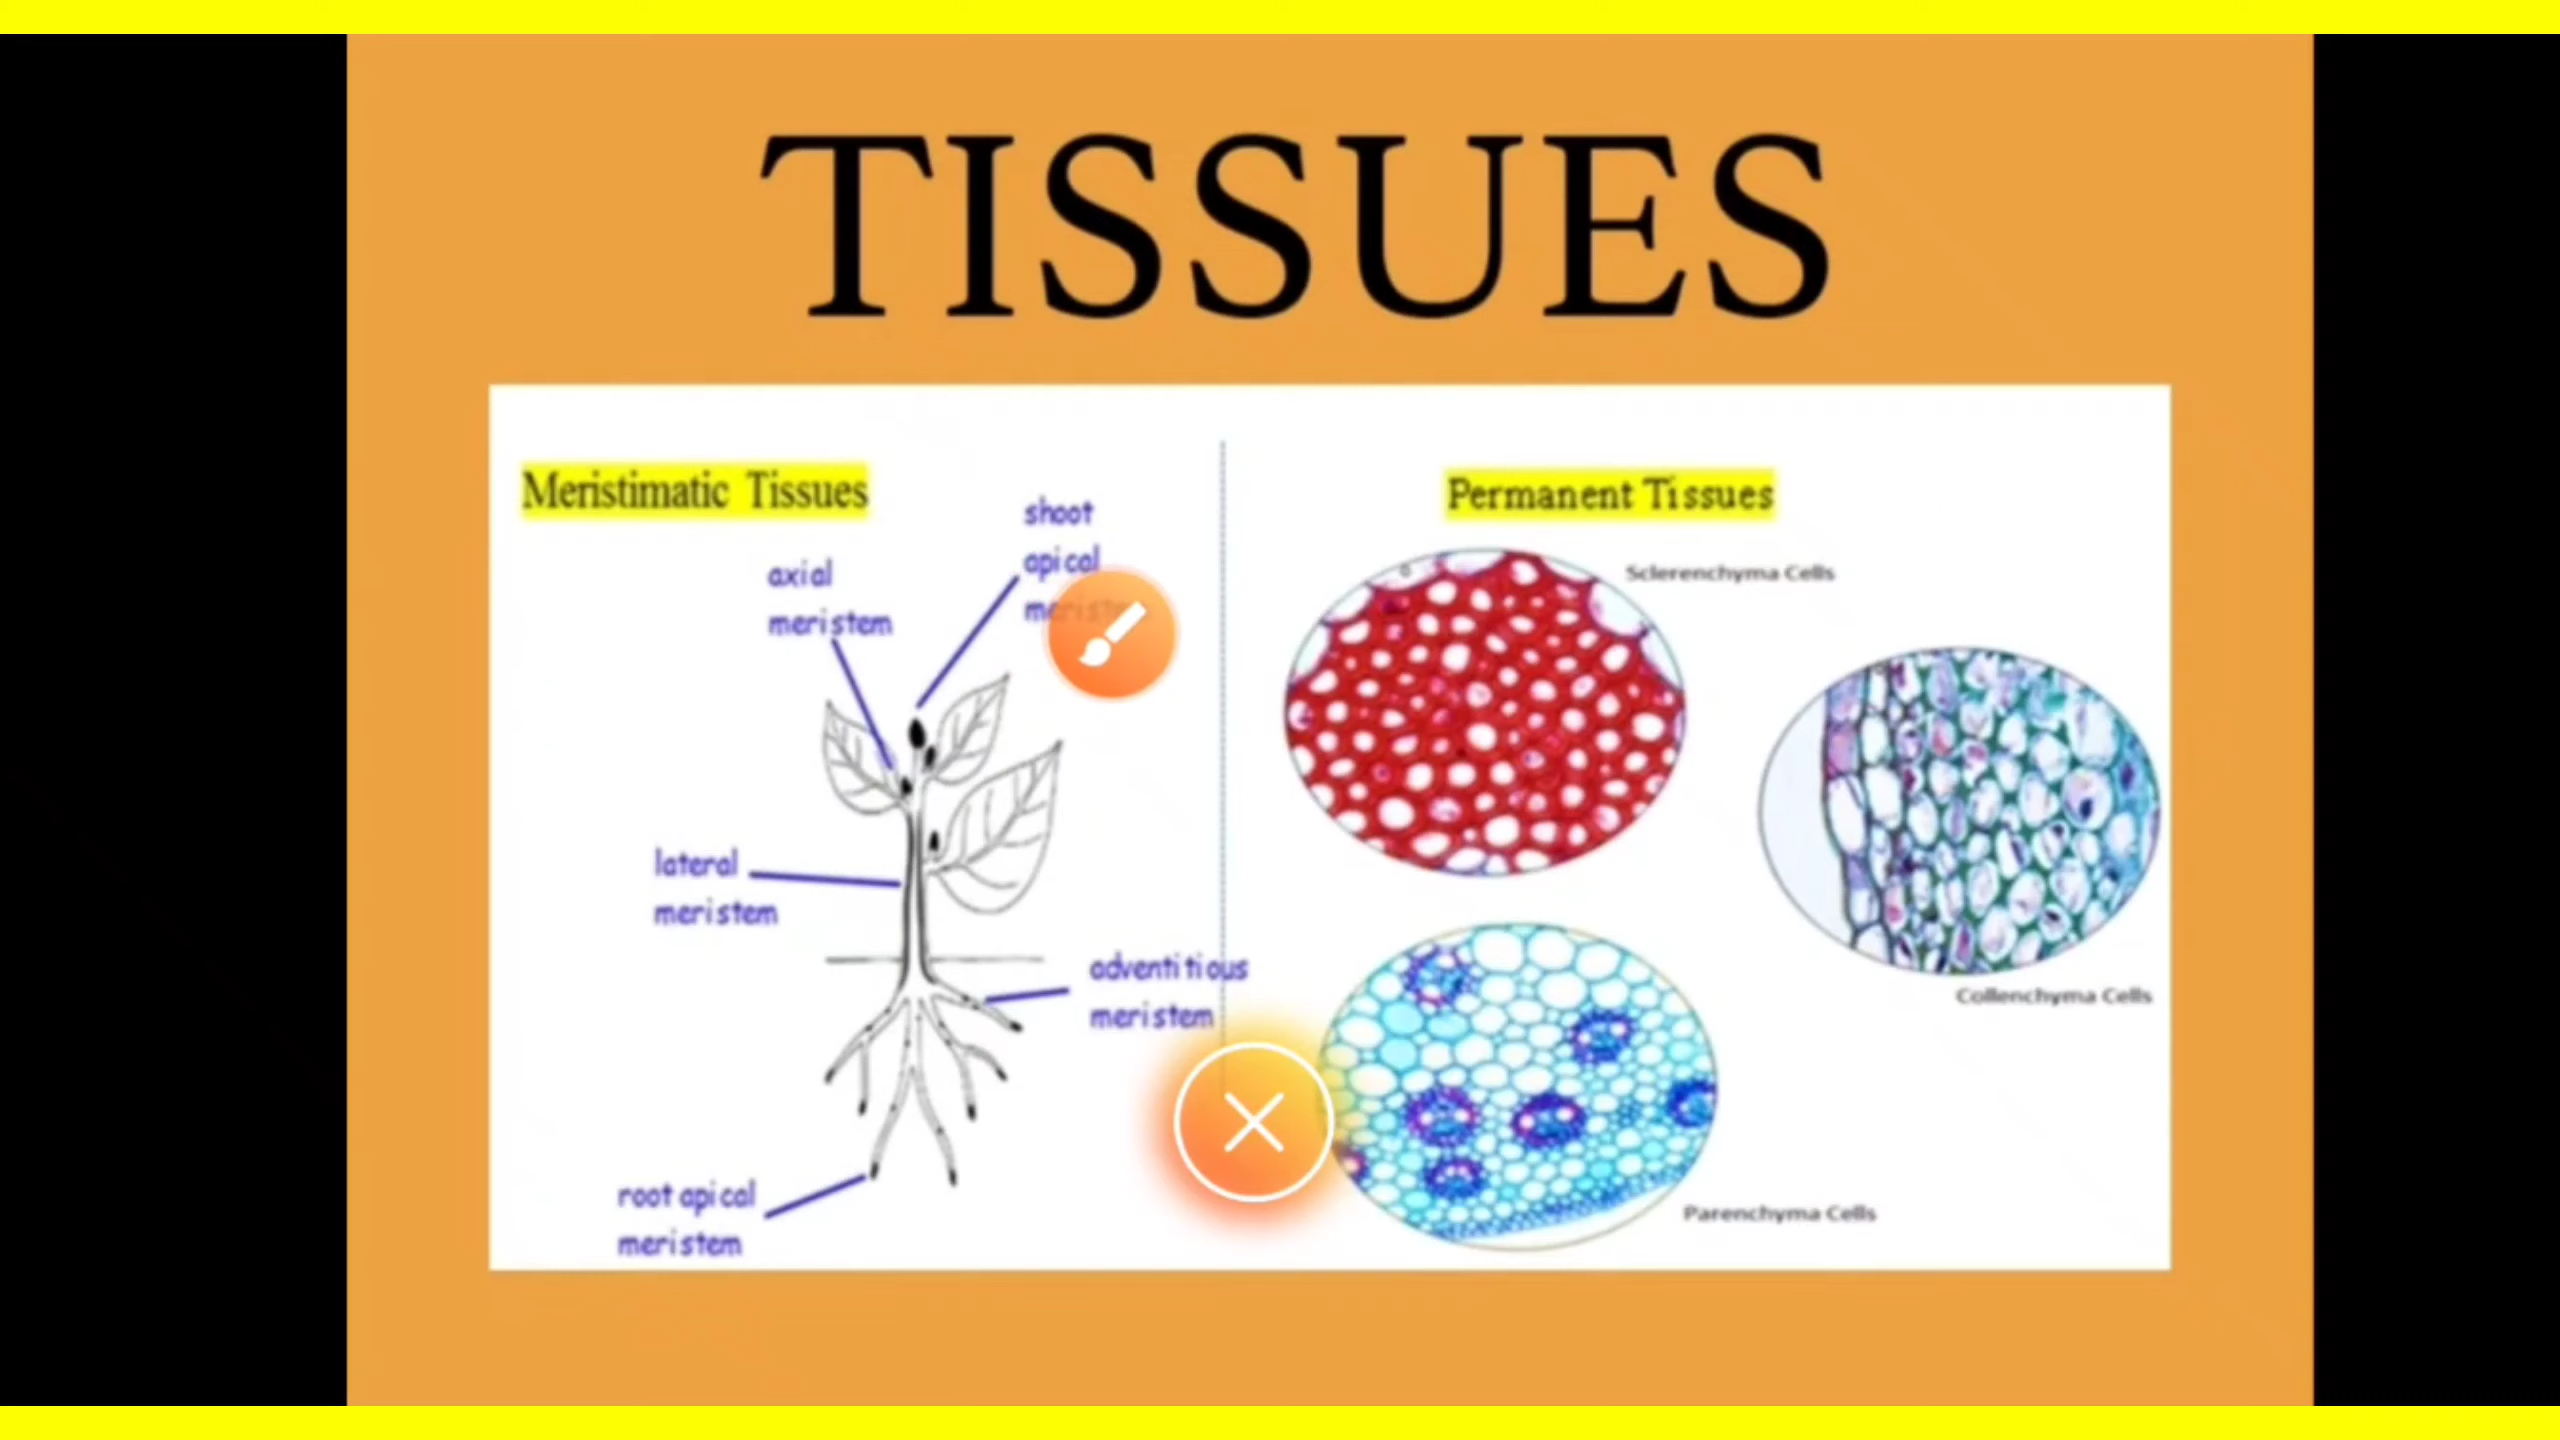 TISSUES
Meristimatic Tissues
Permanent Tissues
shoot
apical
axial
meristem
lateral
meristem
adventitious
meristem
root apical
meristem
Sclerenchyma Cells
Collenchyma Cells
Parenchyma Cells